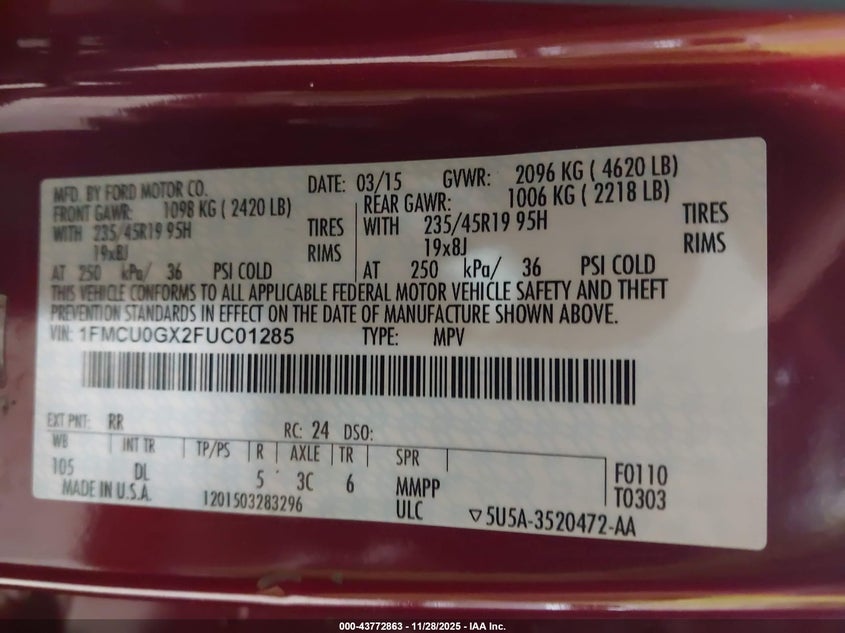 MFD. BY FORD MOTOR CO. DATE: 03/15 GVWR: 2096 KG ( 4620 LB)
FRONT GAWR: 1098 KG ( 2420 LB) REAR GAWR: 1006 KG ( 2218 LB)
WITH 235/45R19 95H TIRES WITH 235/45R19 95H TIRES
19x8J RIMS 19x8J RIMS
AT 250 kPa/ 36 PSI COLD AT 250 kPa/ 36 PSI COLD
THIS VEHICLE CONFORMS TO ALL APPLICABLE FEDERAL MOTOR VEHICLE SAFETY AND THEFT
PREVENTION STANDARDS IN EFFECT ON THE DATE OF MANUFACTURE SHOWN ABOVE.
VIN: 1FMCU0GX2FUC01285 TYPE: MPV
EXT PNT: RR RC: 24 DSO:
WB INT TR TP/PS R AXLE TR SPR
105 DL 5 3C 6 MMPP F0110
MADE IN U.S.A. 1201503283296 ULC T0303
▽5U5A-3520472-AA
000-43772863 | 11/28/2025 - IAA Inc.